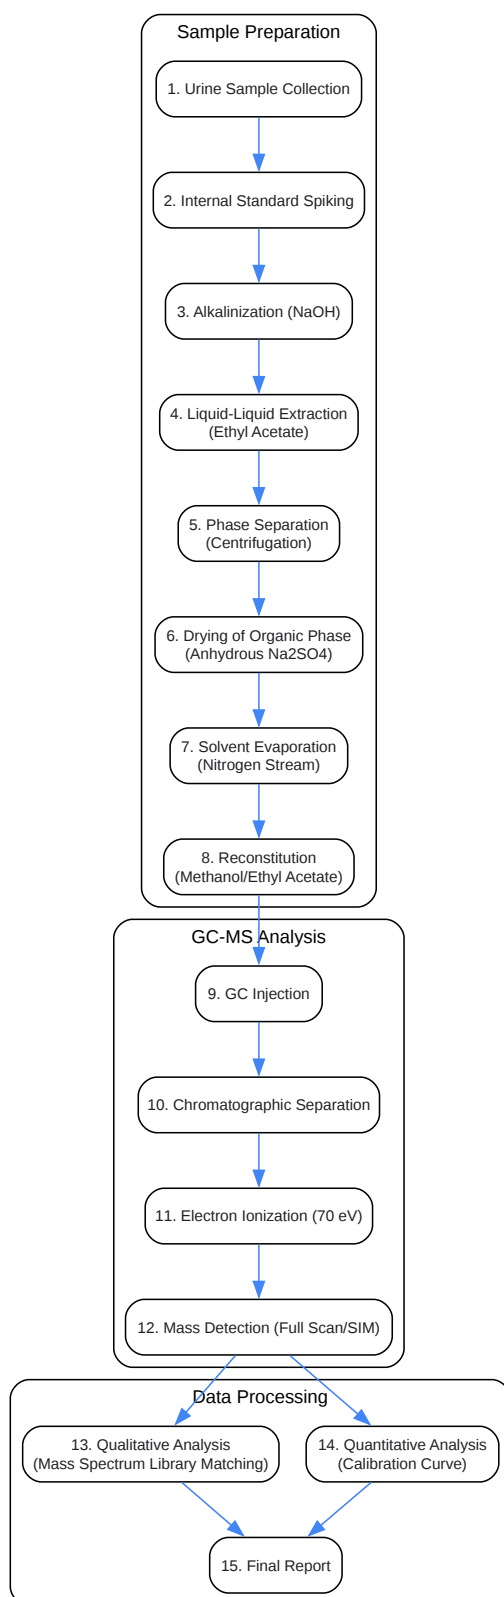 Sample Preparation
1. Urine Sample Collection
2. Internal Standard Spiking
3. Alkalinization (NaOH)
4. Liquid-Liquid Extraction
(Ethyl Acetate)
5. Phase Separation
(Centrifugation)
6. Drying of Organic Phase
(Anhydrous Na2SO4)
7. Solvent Evaporation
(Nitrogen Stream)
8. Reconstitution
(Methanol/Ethyl Acetate)
GC-MS Analysis
9. GC Injection
10. Chromatographic Separation
11. Electron Ionization (70 eV)
12. Mass Detection (Full Scan/SIM)
Data Processing
13. Qualitative Analysis
(Mass Spectrum Library Matching)
14. Quantitative Analysis
(Calibration Curve)
15. Final Report